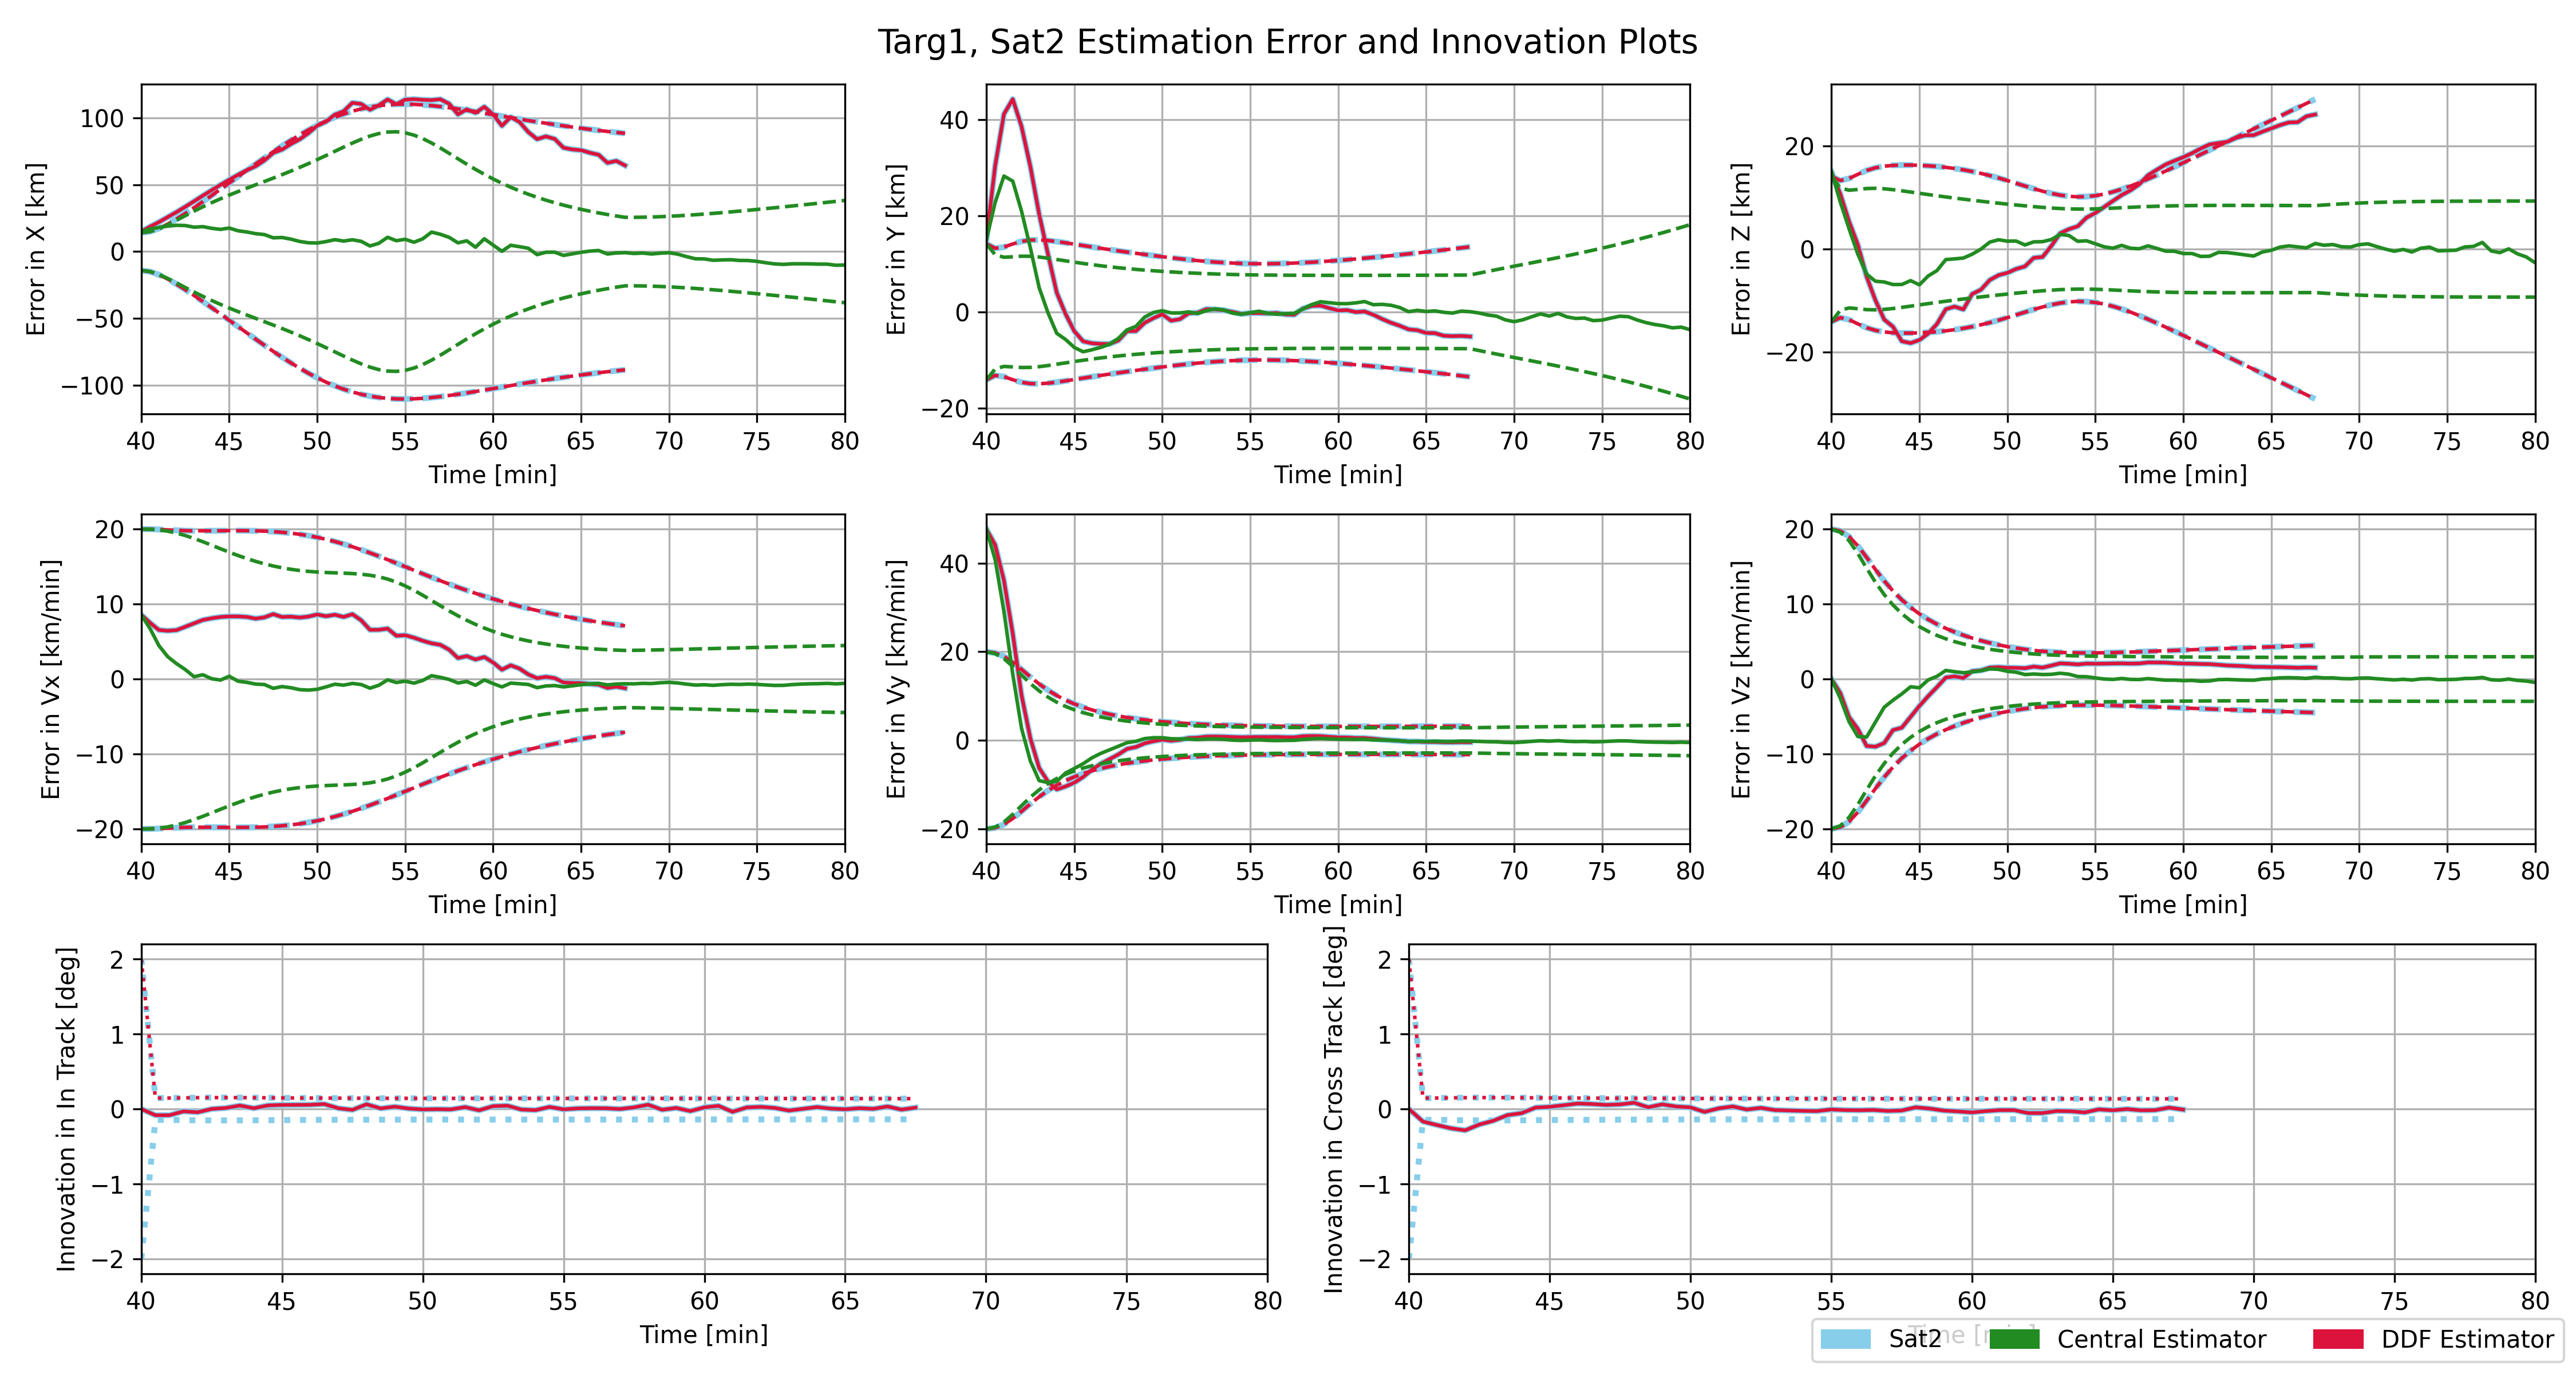 Targ1, Sat2 Estimation Error and Innovation Plots
Error in X [km]
100
50
0
−50
−100
40 45 50 55 60 65 70 75 80
Time [min]
Error in Y [km]
40
20
0
−20
40 45 50 55 60 65 70 75 80
Time [min]
Error in Z [km]
20
0
−20
40 45 50 55 60 65 70 75 80
Time [min]
Error in Vx [km/min]
20
10
0
−10
−20
40 45 50 55 60 65 70 75 80
Time [min]
Error in Vy [km/min]
40
20
0
−20
40 45 50 55 60 65 70 75 80
Time [min]
Error in Vz [km/min]
20
10
0
−10
−20
40 45 50 55 60 65 70 75 80
Time [min]
Innovation in In Track [deg]
2
1
0
−1
−2
40 45 50 55 60 65 70 75 80
Time [min]
Innovation in Cross Track [deg]
2
1
0
−1
−2
40 45 50 55 60 65 70 75 80
Time [min]
Sat2 Central Estimator DDF Estimator